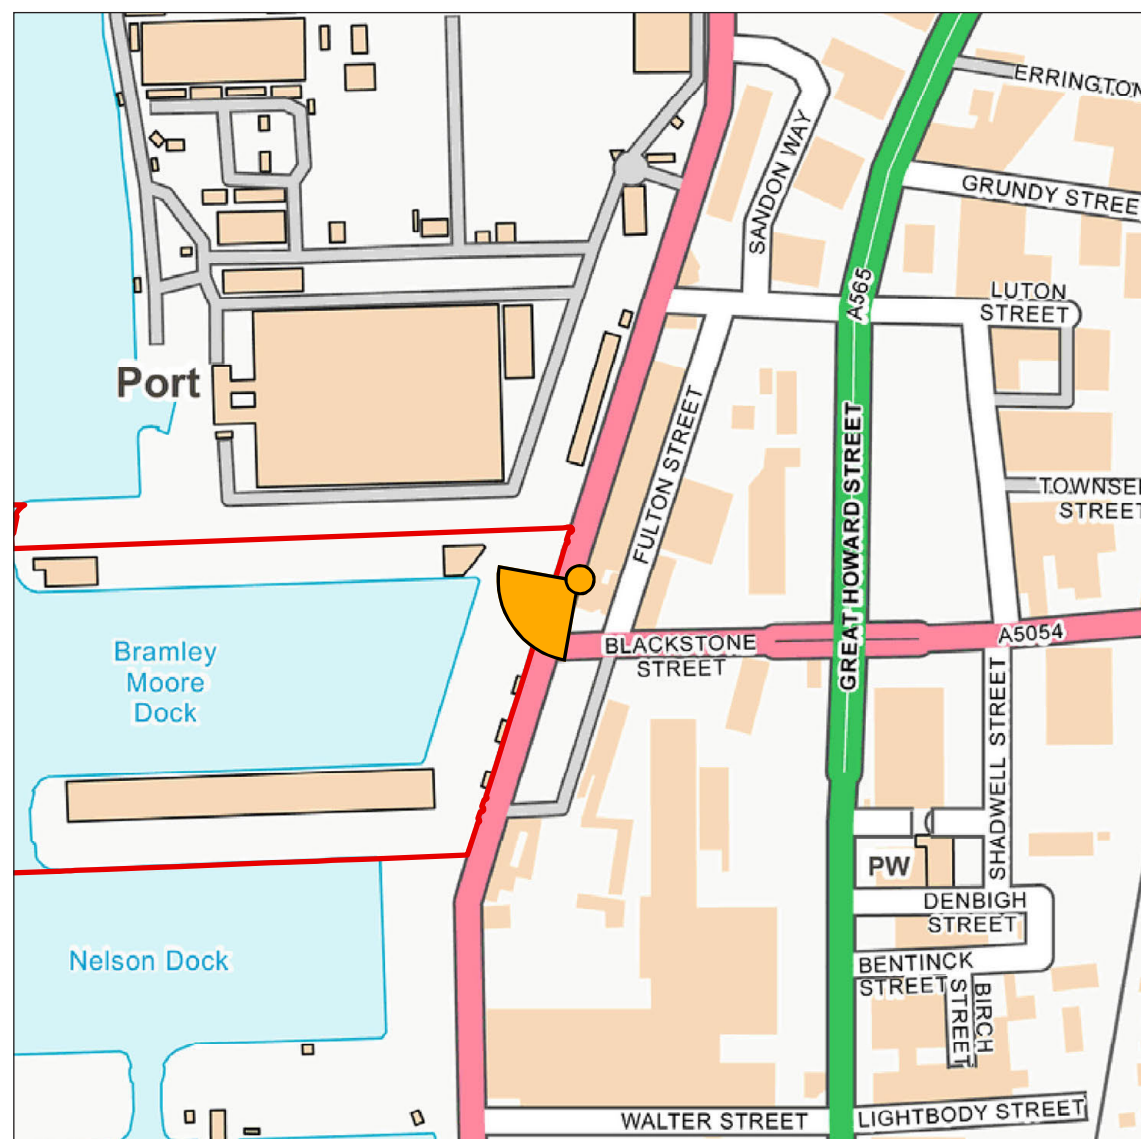 ERRINGTON
SANDON WAY
GRUNDY STREE
A565
LUTON
STREET
Port
FULTON STREET
GREAT HOWARD STREET
TOWNSE
STREET
A5054
BLACKSTONE
STREET
Bramley
Moore
Dock
SHADWELL STREET
PW
DENBIGH
STREET
Nelson Dock
BENTINCK
STREET
BIRCH
STREET
WALTER STREET
LIGHTBODY STREET